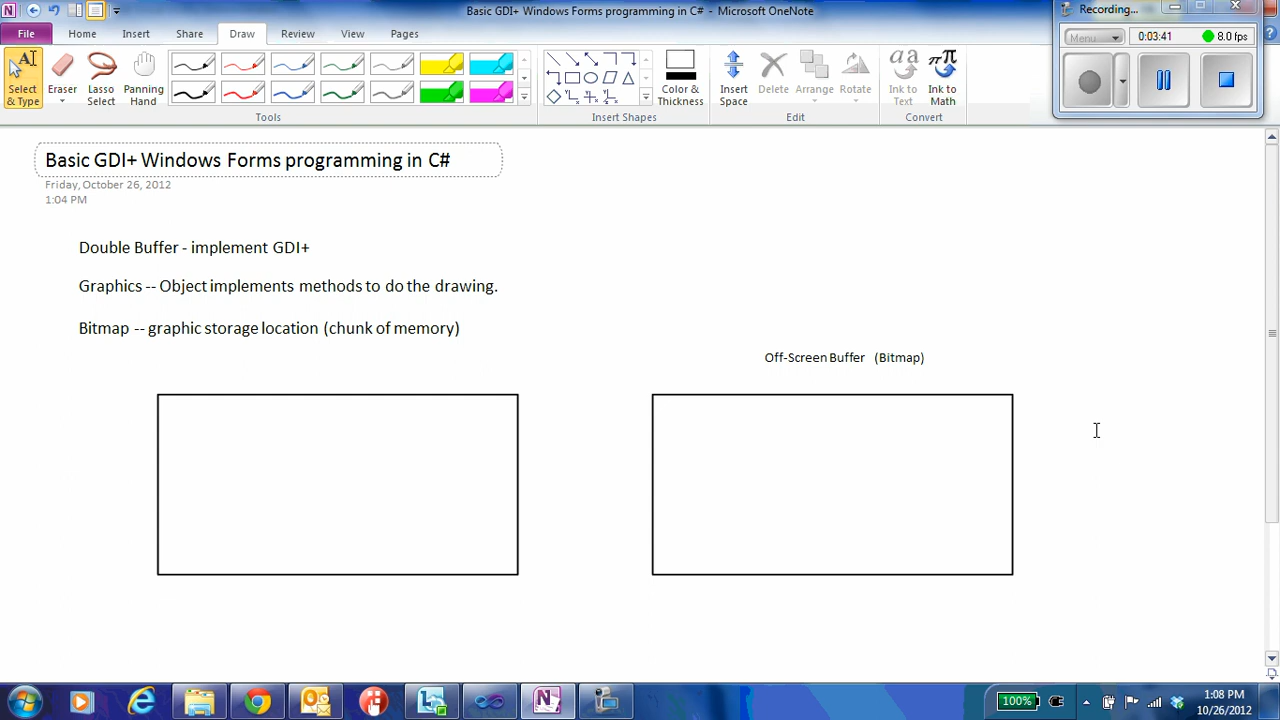 Basic GDI+ Windows Forms programming in C# - Microsoft OneNote
Recording...
File Home Insert Share Draw Review View Pages
Menu 0:03:41 8.0 fps
Select & Type
Eraser
Lasso Select
Panning Hand
Color & Thickness
Insert Space
Delete
Arrange
Rotate
Ink to Text
Ink to Math
Tools Insert Shapes Edit Convert
Basic GDI+ Windows Forms programming in C#
Friday, October 26, 2012
1:04 PM
Double Buffer - implement GDI+
Graphics -- Object implements methods to do the drawing.
Bitmap -- graphic storage location (chunk of memory)
Off-Screen Buffer (Bitmap)
100%
1:08 PM
10/26/2012